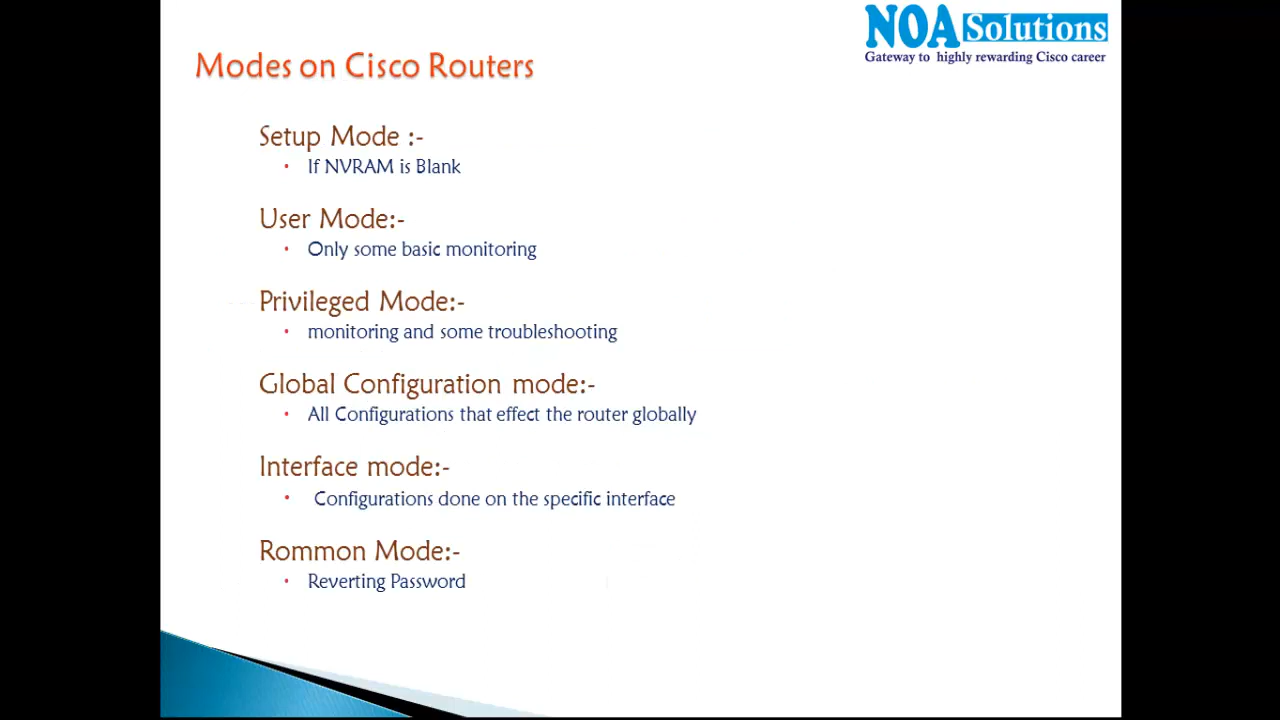 NOA Solutions
Gateway to highly rewarding Cisco career
Modes on Cisco Routers
Setup Mode :-
• If NVRAM is Blank
User Mode:-
• Only some basic monitoring
Privileged Mode:-
• monitoring and some troubleshooting
Global Configuration mode:-
• All Configurations that effect the router globally
Interface mode:-
• Configurations done on the specific interface
Rommon Mode:-
• Reverting Password